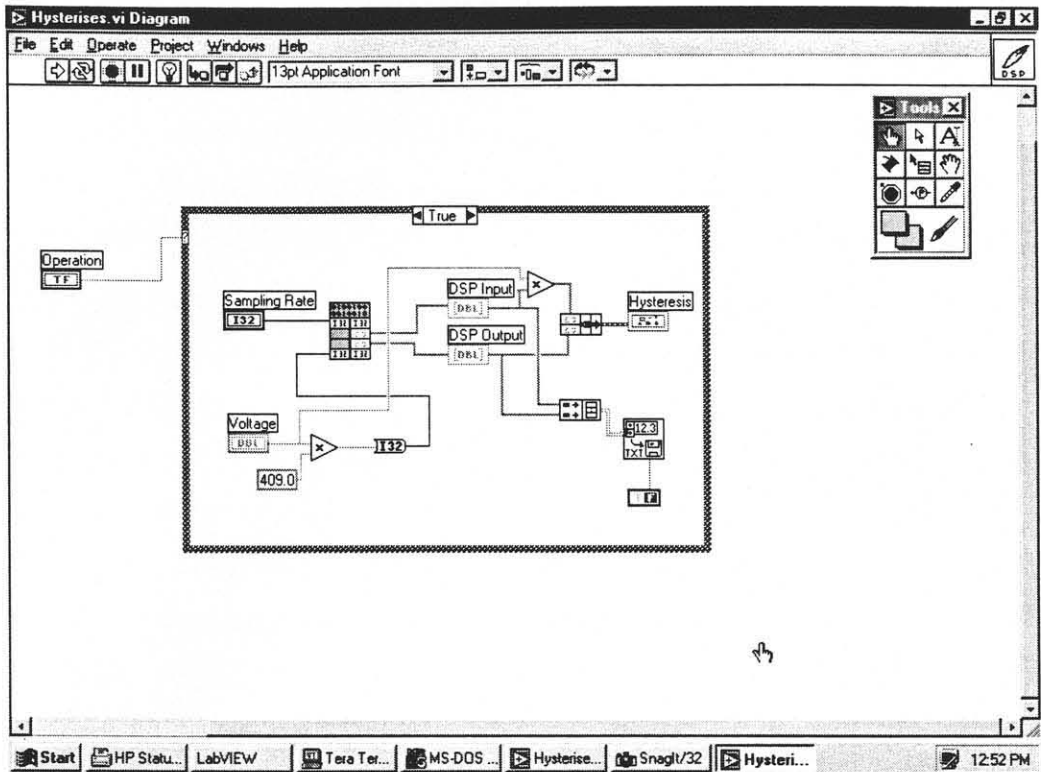 Hysterises.vi Diagram
File Edit Operate Project Windows Help
13pt Application Font
DSP
Tools
True
Operation
TF
Sampling Rate
I32
DSP Input
DBL
DSP Output
DBL
Hysteresis
Voltage
DBL
409.0
I32
12.3
TXT
F
Start HP Statu... LabVIEW Tera Ter... MS-DOS ... Hysterise... SnagIt/32 Hysteri... 12:52 PM